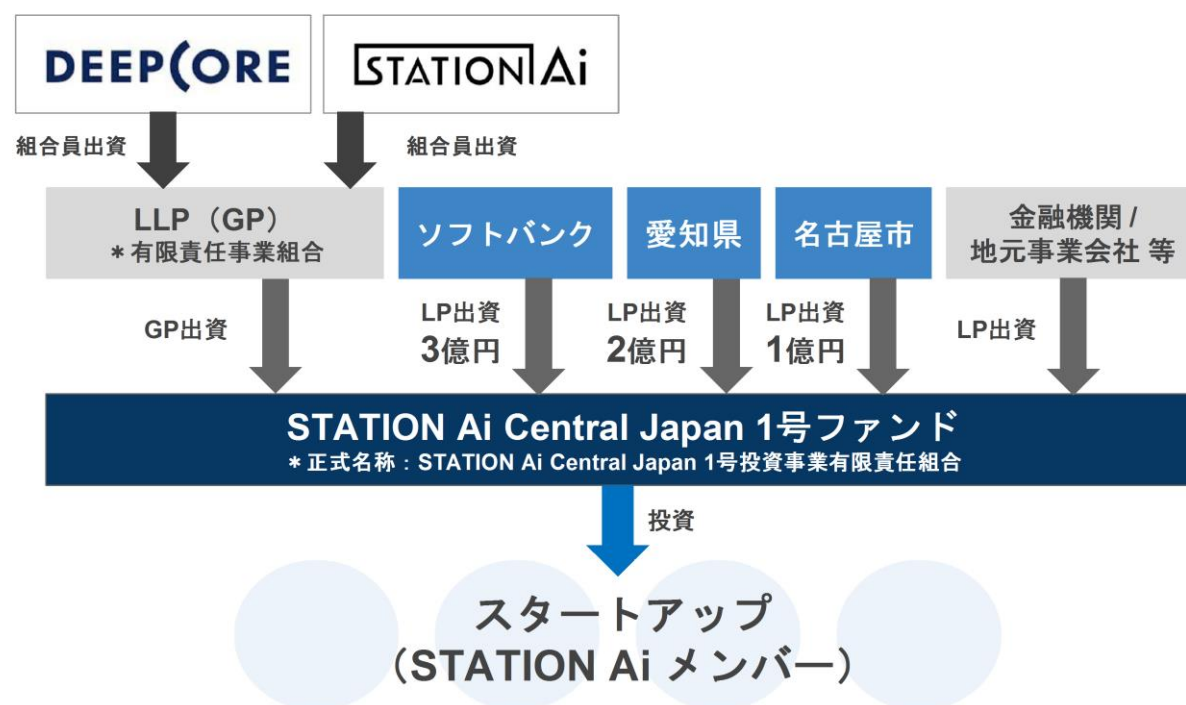 DEEPCORE
STATION Ai
組合員出資
組合員出資
LLP（GP）
＊有限責任事業組合
ソフトバンク
愛知県
名古屋市
金融機関 /
地元事業会社 等
GP出資
LP出資
3億円
LP出資
2億円
LP出資
1億円
LP出資
STATION Ai Central Japan 1号ファンド
＊正式名称：STATION Ai Central Japan 1号投資事業有限責任組合
投資
スタートアップ
（STATION Ai メンバー）